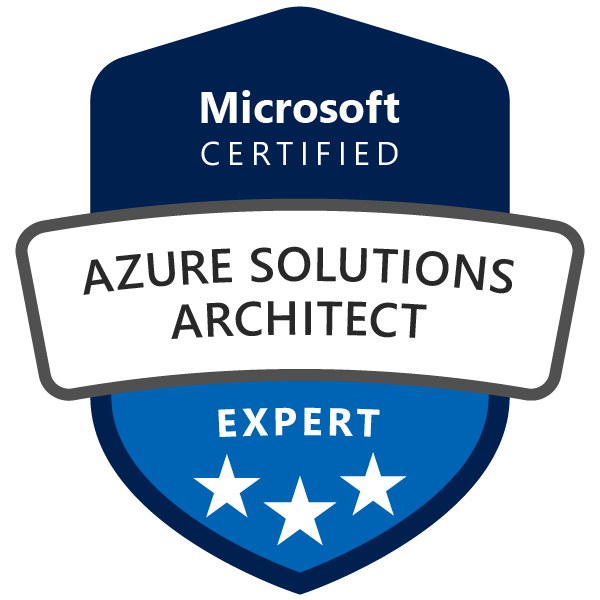 Microsoft
CERTIFIED
AZURE SOLUTIONS
ARCHITECT
EXPERT